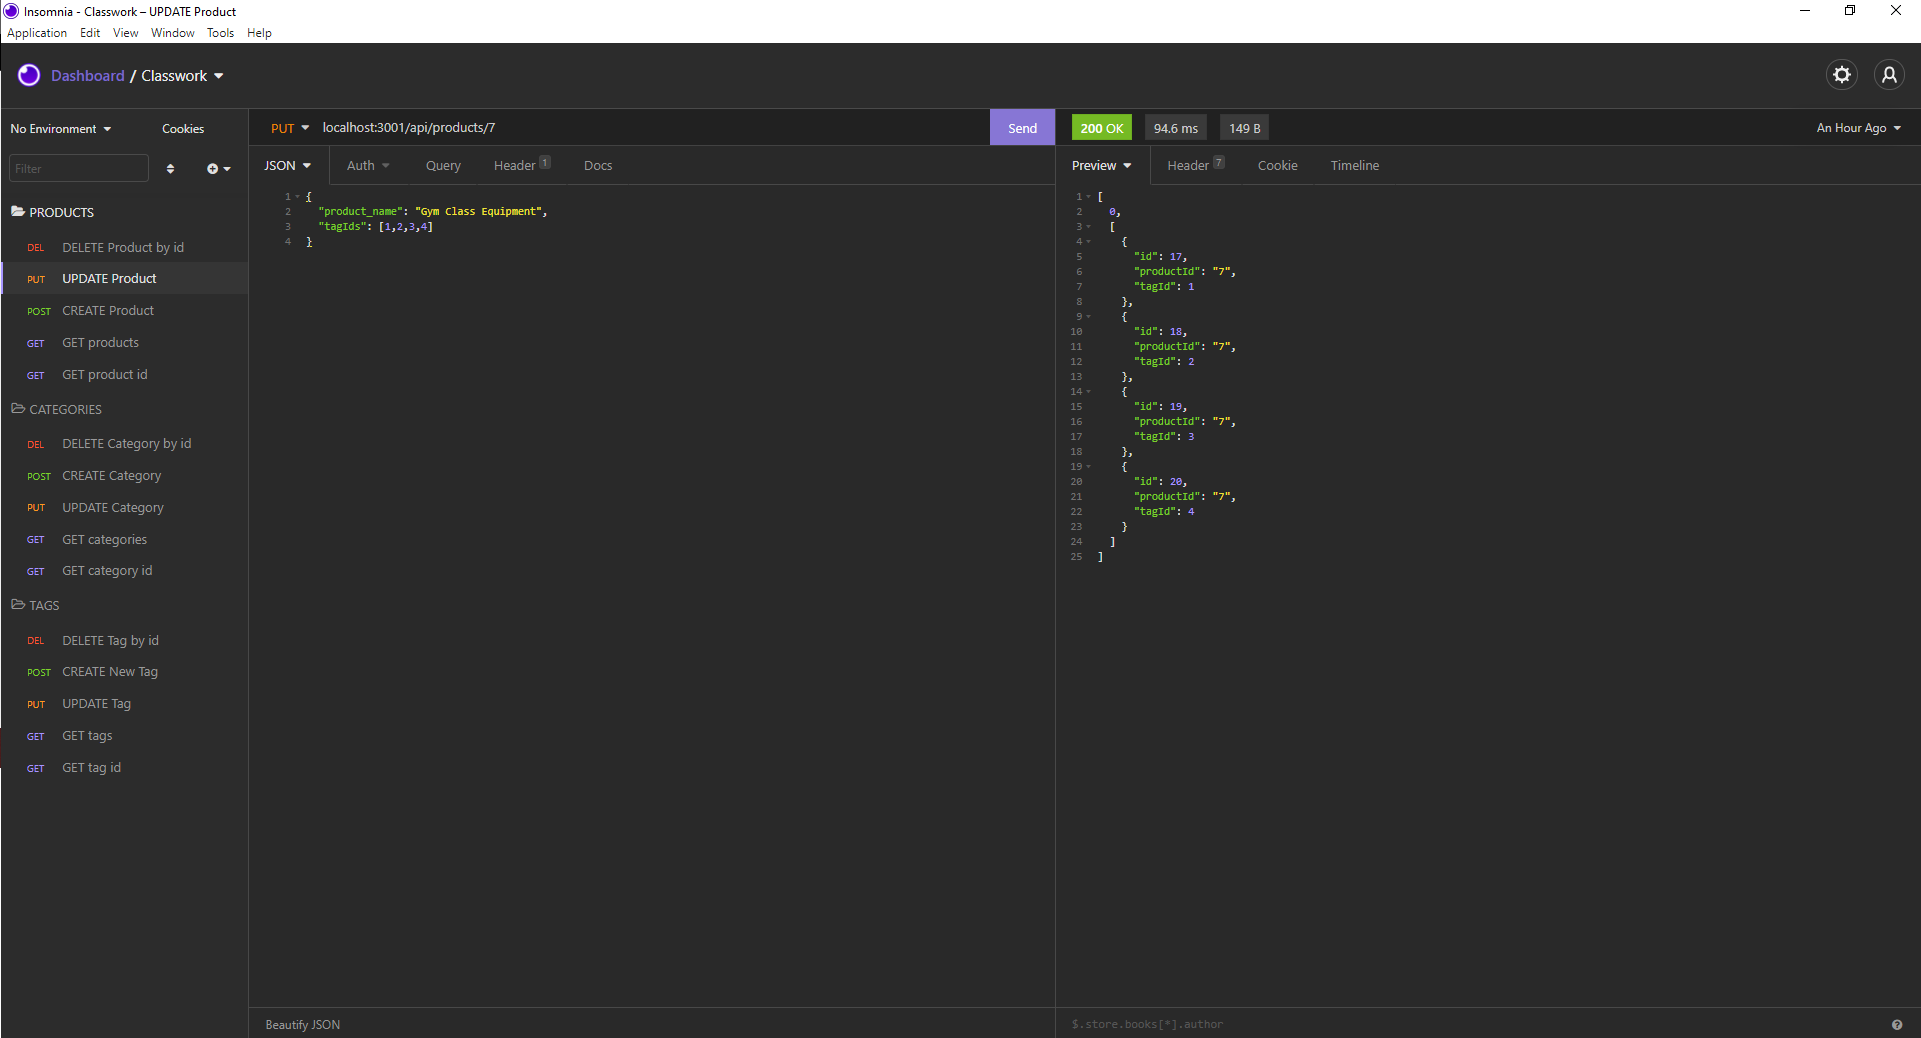 Insomnia - Classwork – UPDATE Product
Application Edit View Window Tools Help
Dashboard / Classwork
No Environment Cookies
Filter
PRODUCTS
DEL DELETE Product by id
PUT UPDATE Product
POST CREATE Product
GET GET products
GET GET product id
CATEGORIES
DEL DELETE Category by id
POST CREATE Category
PUT UPDATE Category
GET GET categories
GET GET category id
TAGS
DEL DELETE Tag by id
POST CREATE New Tag
PUT UPDATE Tag
GET GET tags
GET GET tag id
PUT localhost:3001/api/products/7 Send
JSON Auth Query Header 1 Docs
1 {
2 "product_name": "Gym Class Equipment",
3 "tagIds": [1,2,3,4]
4 }
Beautify JSON
200 OK 94.6 ms 149 B An Hour Ago
Preview Header 7 Cookie Timeline
1 [
2 0,
3 [
4 {
5 "id": 17,
6 "productId": "7",
7 "tagId": 1
8 },
9 {
10 "id": 18,
11 "productId": "7",
12 "tagId": 2
13 },
14 {
15 "id": 19,
16 "productId": "7",
17 "tagId": 3
18 },
19 {
20 "id": 20,
21 "productId": "7",
22 "tagId": 4
23 }
24 ]
25 ]
$.store.books[*].author ?